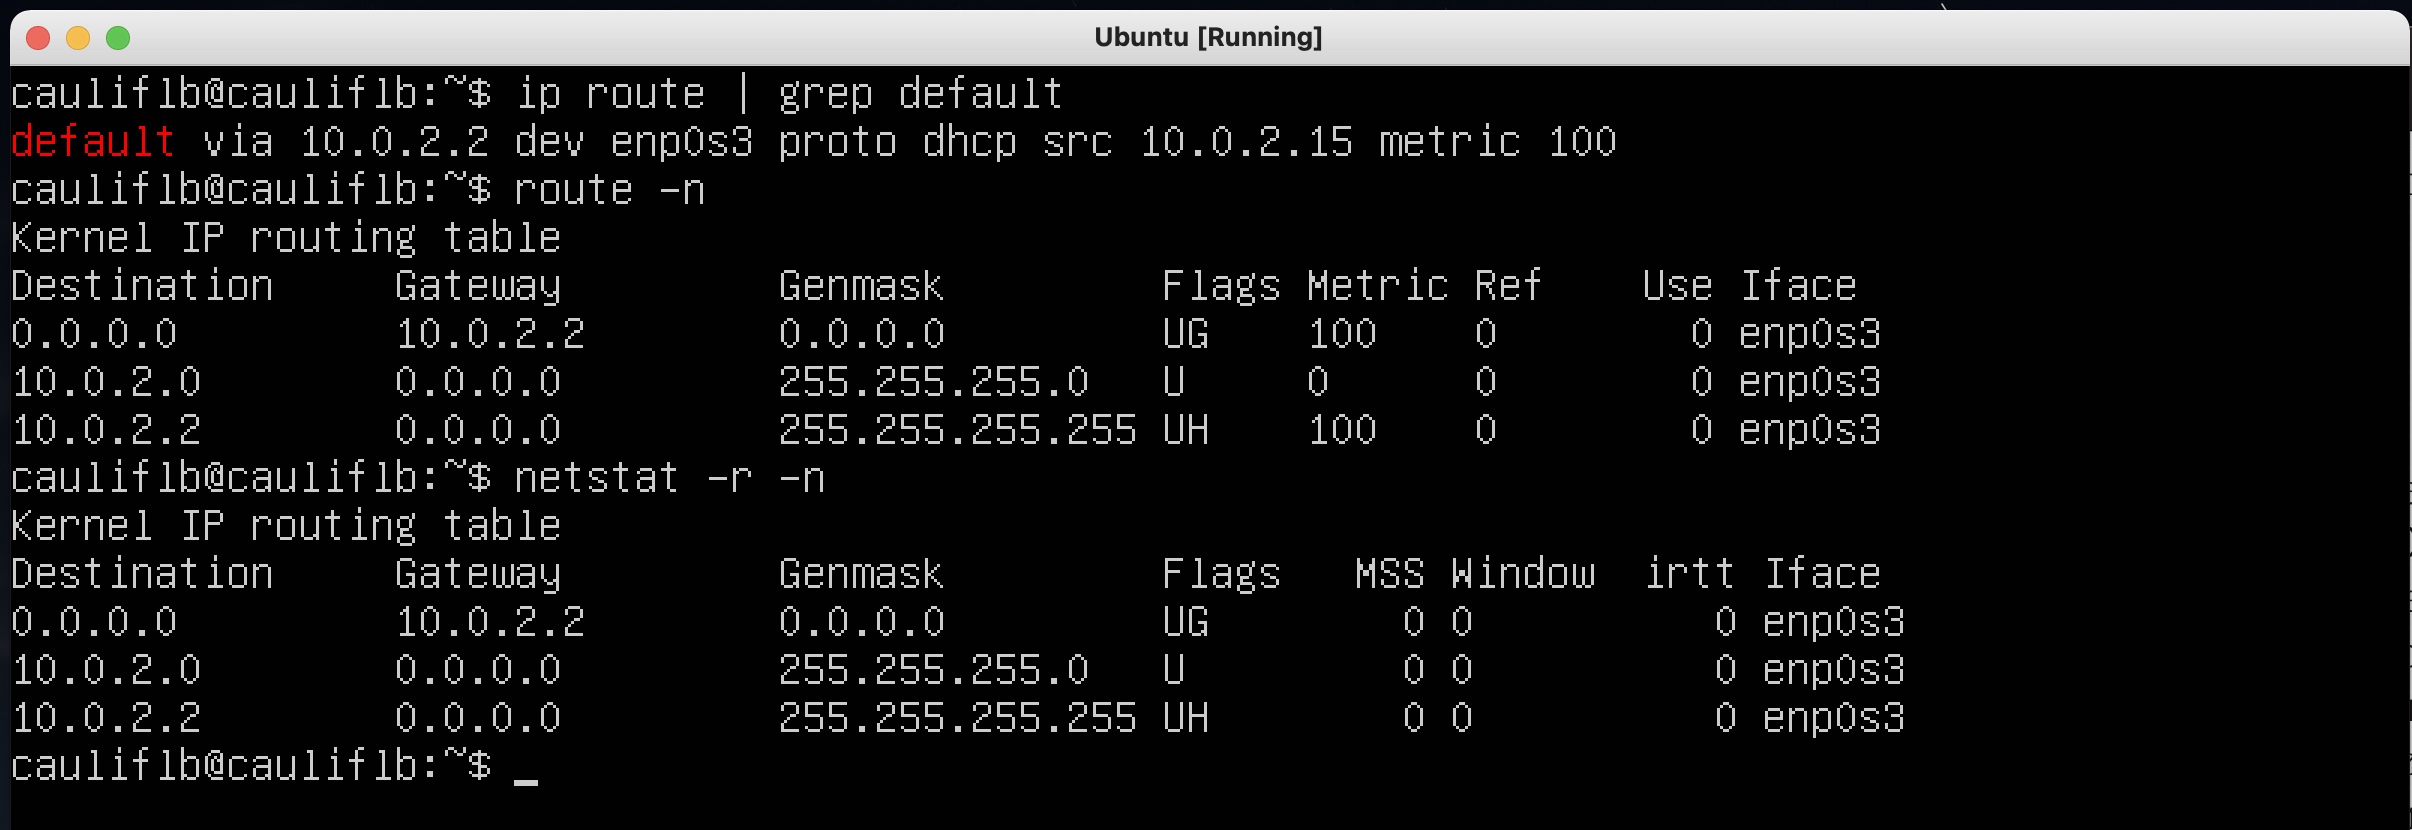 Ubuntu [Running]
cauliflb@cauliflb:~$ ip route | grep default
default via 10.0.2.2 dev enp0s3 proto dhcp src 10.0.2.15 metric 100
cauliflb@cauliflb:~$ route -n
Kernel IP routing table
Destination     Gateway         Genmask         Flags Metric Ref    Use Iface
0.0.0.0         10.0.2.2        0.0.0.0         UG    100    0        0 enp0s3
10.0.2.0        0.0.0.0         255.255.255.0   U     0      0        0 enp0s3
10.0.2.2        0.0.0.0         255.255.255.255 UH    100    0        0 enp0s3
cauliflb@cauliflb:~$ netstat -r -n
Kernel IP routing table
Destination     Gateway         Genmask         Flags   MSS Window  irtt Iface
0.0.0.0         10.0.2.2        0.0.0.0         UG        0 0          0 enp0s3
10.0.2.0        0.0.0.0         255.255.255.0   U         0 0          0 enp0s3
10.0.2.2        0.0.0.0         255.255.255.255 UH        0 0          0 enp0s3
cauliflb@cauliflb:~$ _